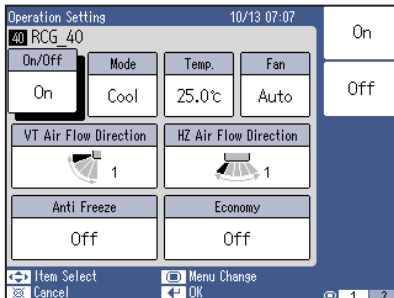 Operation Setting 10/13 07:07
40 RCG_40
On/Off Mode Temp. Fan
On Cool 25.0℃ Auto
VT Air Flow Direction HZ Air Flow Direction
1 1
Anti Freeze Economy
Off Off
Item Select Menu Change
Cancel OK
1 2
On
Off